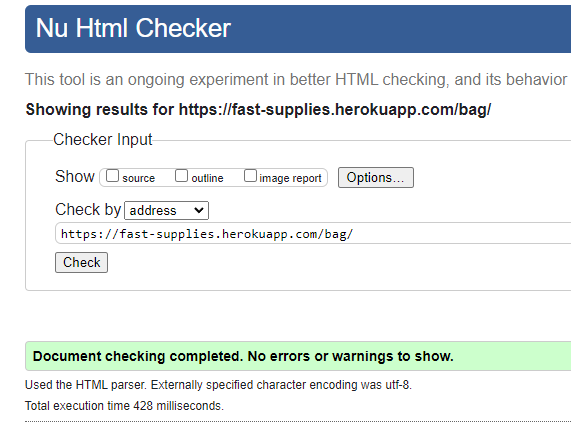 Nu Html Checker
This tool is an ongoing experiment in better HTML checking, and its behavior
Showing results for https://fast-supplies.herokuapp.com/bag/
Checker Input
Show source outline image report Options...
Check by address
https://fast-supplies.herokuapp.com/bag/
Check
Document checking completed. No errors or warnings to show.
Used the HTML parser. Externally specified character encoding was utf-8.
Total execution time 428 milliseconds.